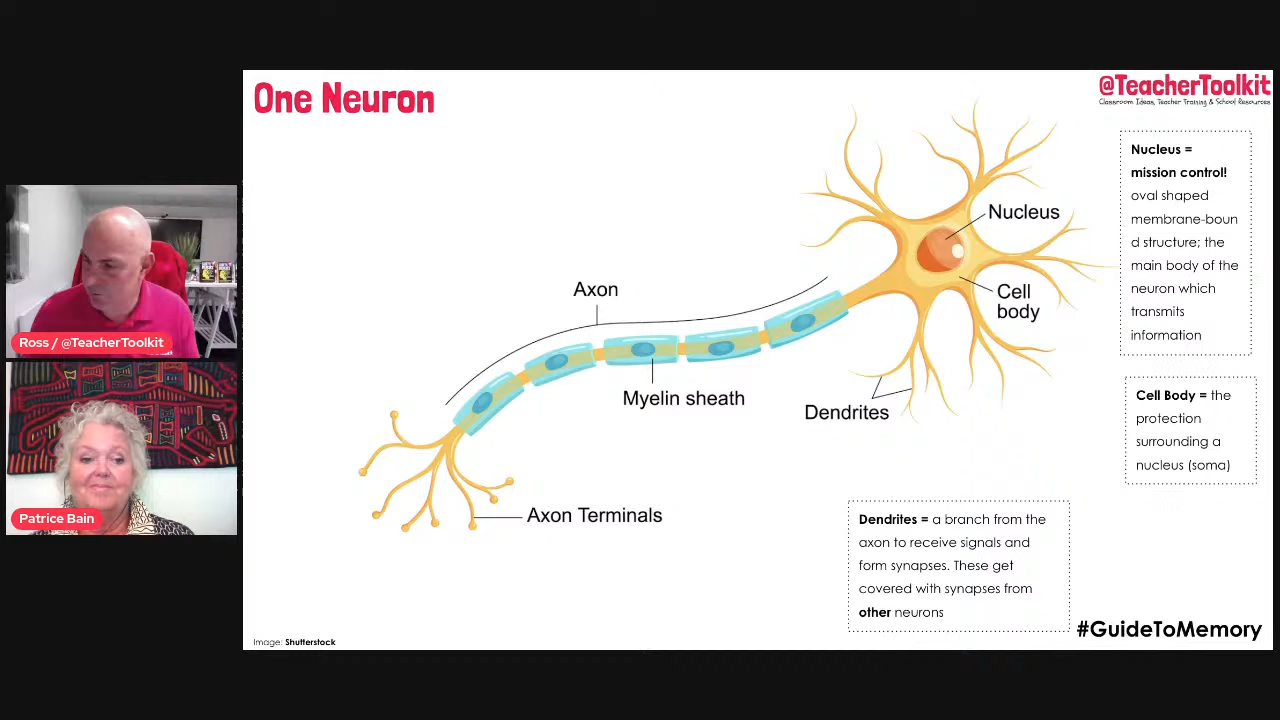 One Neuron
@TeacherToolkit
Classroom Ideas, Teacher Training & School Resources
Nucleus =
mission control!
oval shaped
membrane-boun
d structure; the
main body of the
neuron which
transmits
information
Nucleus
Cell
body
Axon
Myelin sheath
Dendrites
Cell Body = the
protection
surrounding a
nucleus (soma)
Axon Terminals
Dendrites = a branch from the
axon to receive signals and
form synapses. These get
covered with synapses from
other neurons
#GuideToMemory
Image: Shutterstock
Ross / @TeacherToolkit
Patrice Bain